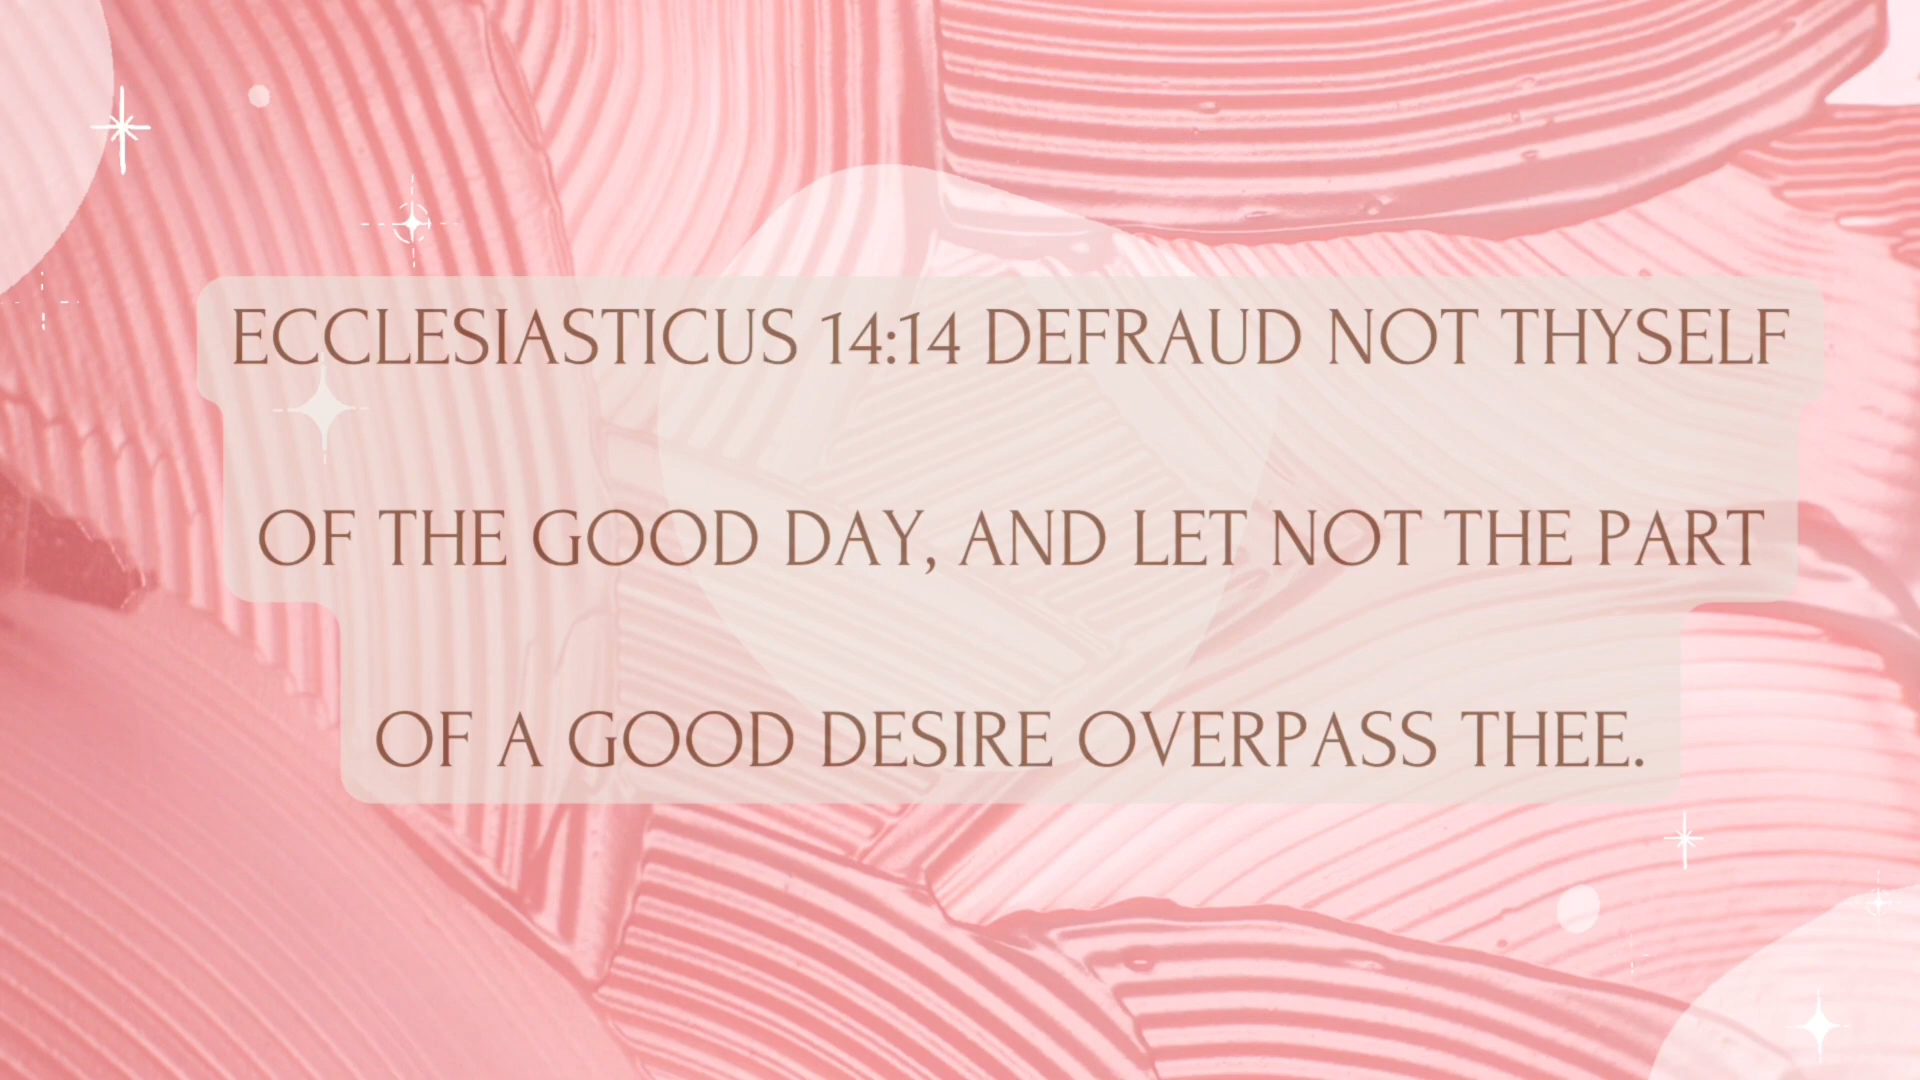 ECCLESIASTICUS 14:14 DEFRAUD NOT THYSELF
OF THE GOOD DAY, AND LET NOT THE PART
OF A GOOD DESIRE OVERPASS THEE.